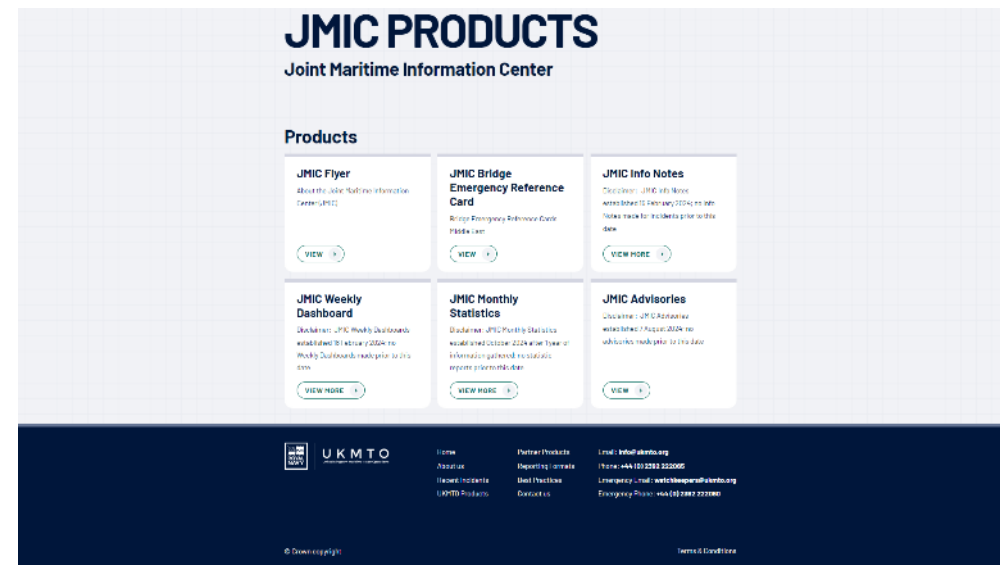 JMIC PRODUCTS
Joint Maritime Information Center
Products
JMIC Flyer
About the Joint Maritime Information
Center (JMIC)
VIEW
JMIC Bridge
Emergency Reference
Card
Bridge Emergency Reference Cards
Middle East
VIEW
JMIC Info Notes
Disclaimer: JMIC Info Notes
established 16 February 2024; no Info
Notes made for incidents prior to this
date
VIEW MORE
JMIC Weekly
Dashboard
Disclaimer: JMIC Weekly Dashboards
established 16 February 2024; no
Weekly Dashboards made prior to this
date
VIEW MORE
JMIC Monthly
Statistics
Disclaimer: JMIC Monthly Statistics
established October 2024 after 1 year of
information gathered; no statistic
reports prior to this date
VIEW MORE
JMIC Advisories
Disclaimer: JMIC Advisories
established 7 August 2024; no
advisories made prior to this date
VIEW
ROYAL
NAVY
UKMTO
Home
About us
Recent Incidents
UKMTO Products
Partner Products
Reporting Formats
Best Practices
Contact us
Email: info@ukmto.org
Phone: +44 (0) 2392 222065
Emergency Email: watchkeepers@ukmto.org
Emergency Phone: +44 (0) 2392 222060
© Crown copyright
Terms & Conditions